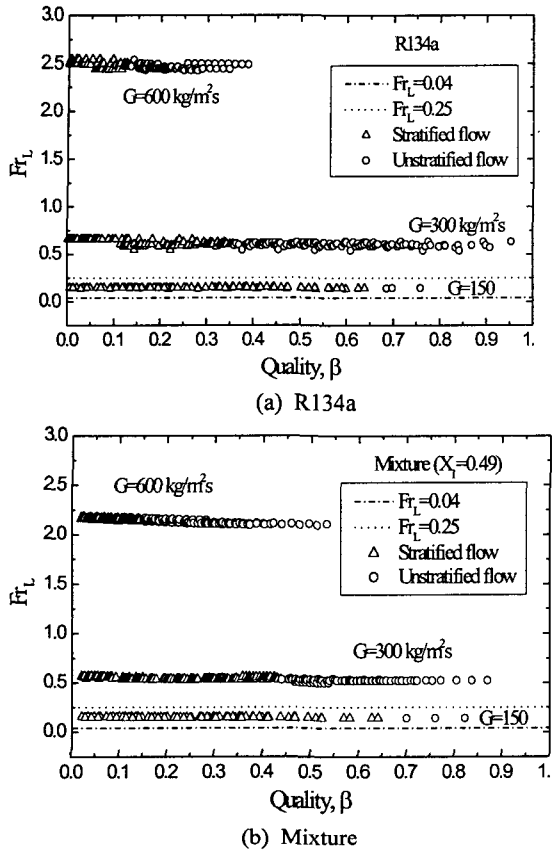 3.0
2.5
2.0
1.5
1.0
0.5
0.0
Fr_L
R134a
Fr_L=0.04
Fr_L=0.25
Stratified flow
Unstratified flow
G=600 kg/m²s
G=300 kg/m²s
G=150
0.0 0.1 0.2 0.3 0.4 0.5 0.6 0.7 0.8 0.9 1.
Quality, β
(a) R134a
3.0
2.5
2.0
1.5
1.0
0.5
0.0
Fr_L
Mixture (X_1=0.49)
Fr_L=0.04
Fr_L=0.25
Stratified flow
Unstratified flow
G=600 kg/m²s
G=300 kg/m²s
G=150
0.0 0.1 0.2 0.3 0.4 0.5 0.6 0.7 0.8 0.9 1.
Quality, β
(b) Mixture